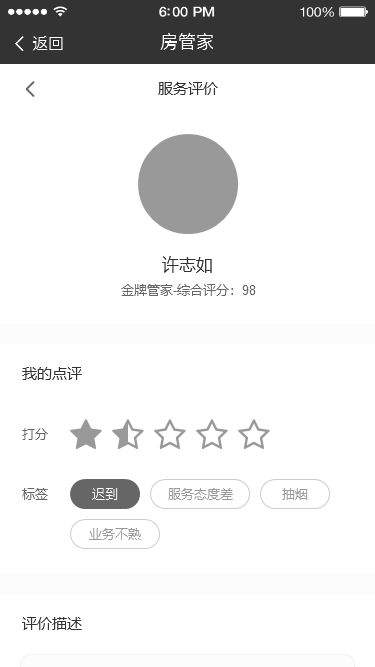 6:00 PM 100%
返回 房管家
服务评价
许志如
金牌管家-综合评分：98
我的点评
打分
标签 迟到 服务态度差 抽烟
业务不熟
评价描述